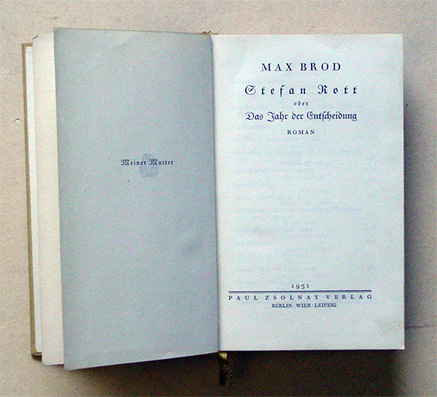 Meiner Mutter
MAX BROD
Stefan Rott
oder
Das Jahr der Entscheidung
ROMAN
1931
PAUL ZSOLNAY VERLAG
BERLIN · WIEN · LEIPZIG